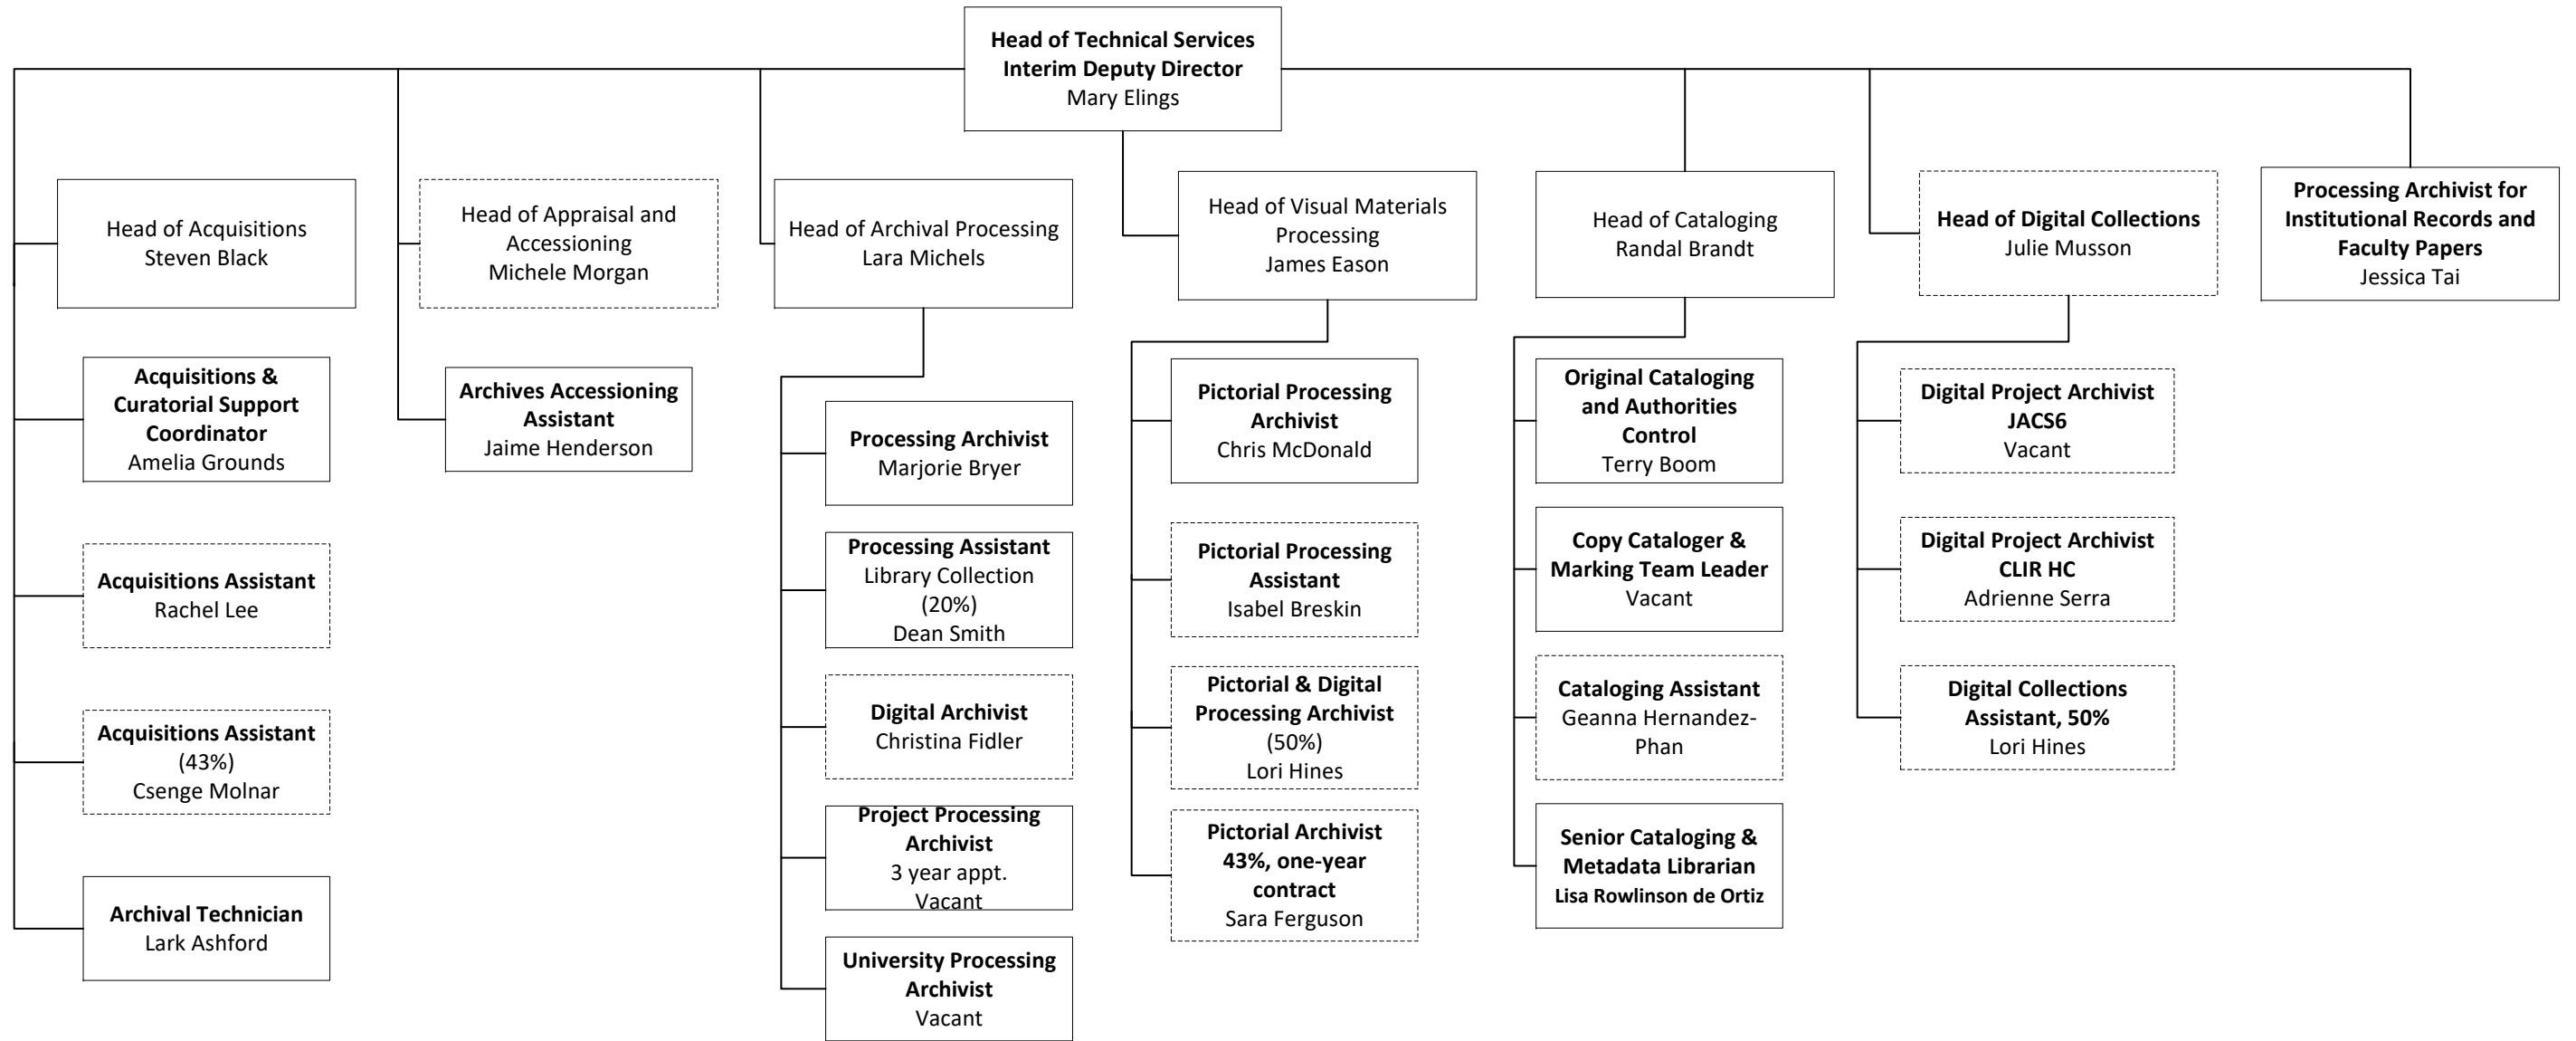 Head of Technical Services
Interim Deputy Director
Mary Elings
Head of Acquisitions
Steven Black
Head of Appraisal and
Accessioning
Michele Morgan
Head of Archival Processing
Lara Michels
Head of Visual Materials
Processing
James Eason
Head of Cataloging
Randal Brandt
Head of Digital Collections
Julie Musson
Processing Archivist for
Institutional Records and
Faculty Papers
Jessica Tai
Acquisitions &
Curatorial Support
Coordinator
Amelia Grounds
Acquisitions Assistant
Rachel Lee
Acquisitions Assistant
(43%)
Csenge Molnar
Archival Technician
Lark Ashford
Archives Accessioning
Assistant
Jaime Henderson
Processing Archivist
Marjorie Bryer
Processing Assistant
Library Collection
(20%)
Dean Smith
Digital Archivist
Christina Fidler
Project Processing
Archivist
3 year appt.
Vacant
University Processing
Archivist
Vacant
Pictorial Processing
Archivist
Chris McDonald
Pictorial Processing
Assistant
Isabel Breskin
Pictorial & Digital
Processing Archivist
(50%)
Lori Hines
Pictorial Archivist
43%, one-year
contract
Sara Ferguson
Original Cataloging
and Authorities
Control
Terry Boom
Copy Cataloger &
Marking Team Leader
Vacant
Cataloging Assistant
Geanna Hernandez-
Phan
Senior Cataloging &
Metadata Librarian
Lisa Rowlinson de Ortiz
Digital Project Archivist
JACS6
Vacant
Digital Project Archivist
CLIR HC
Adrienne Serra
Digital Collections
Assistant, 50%
Lori Hines